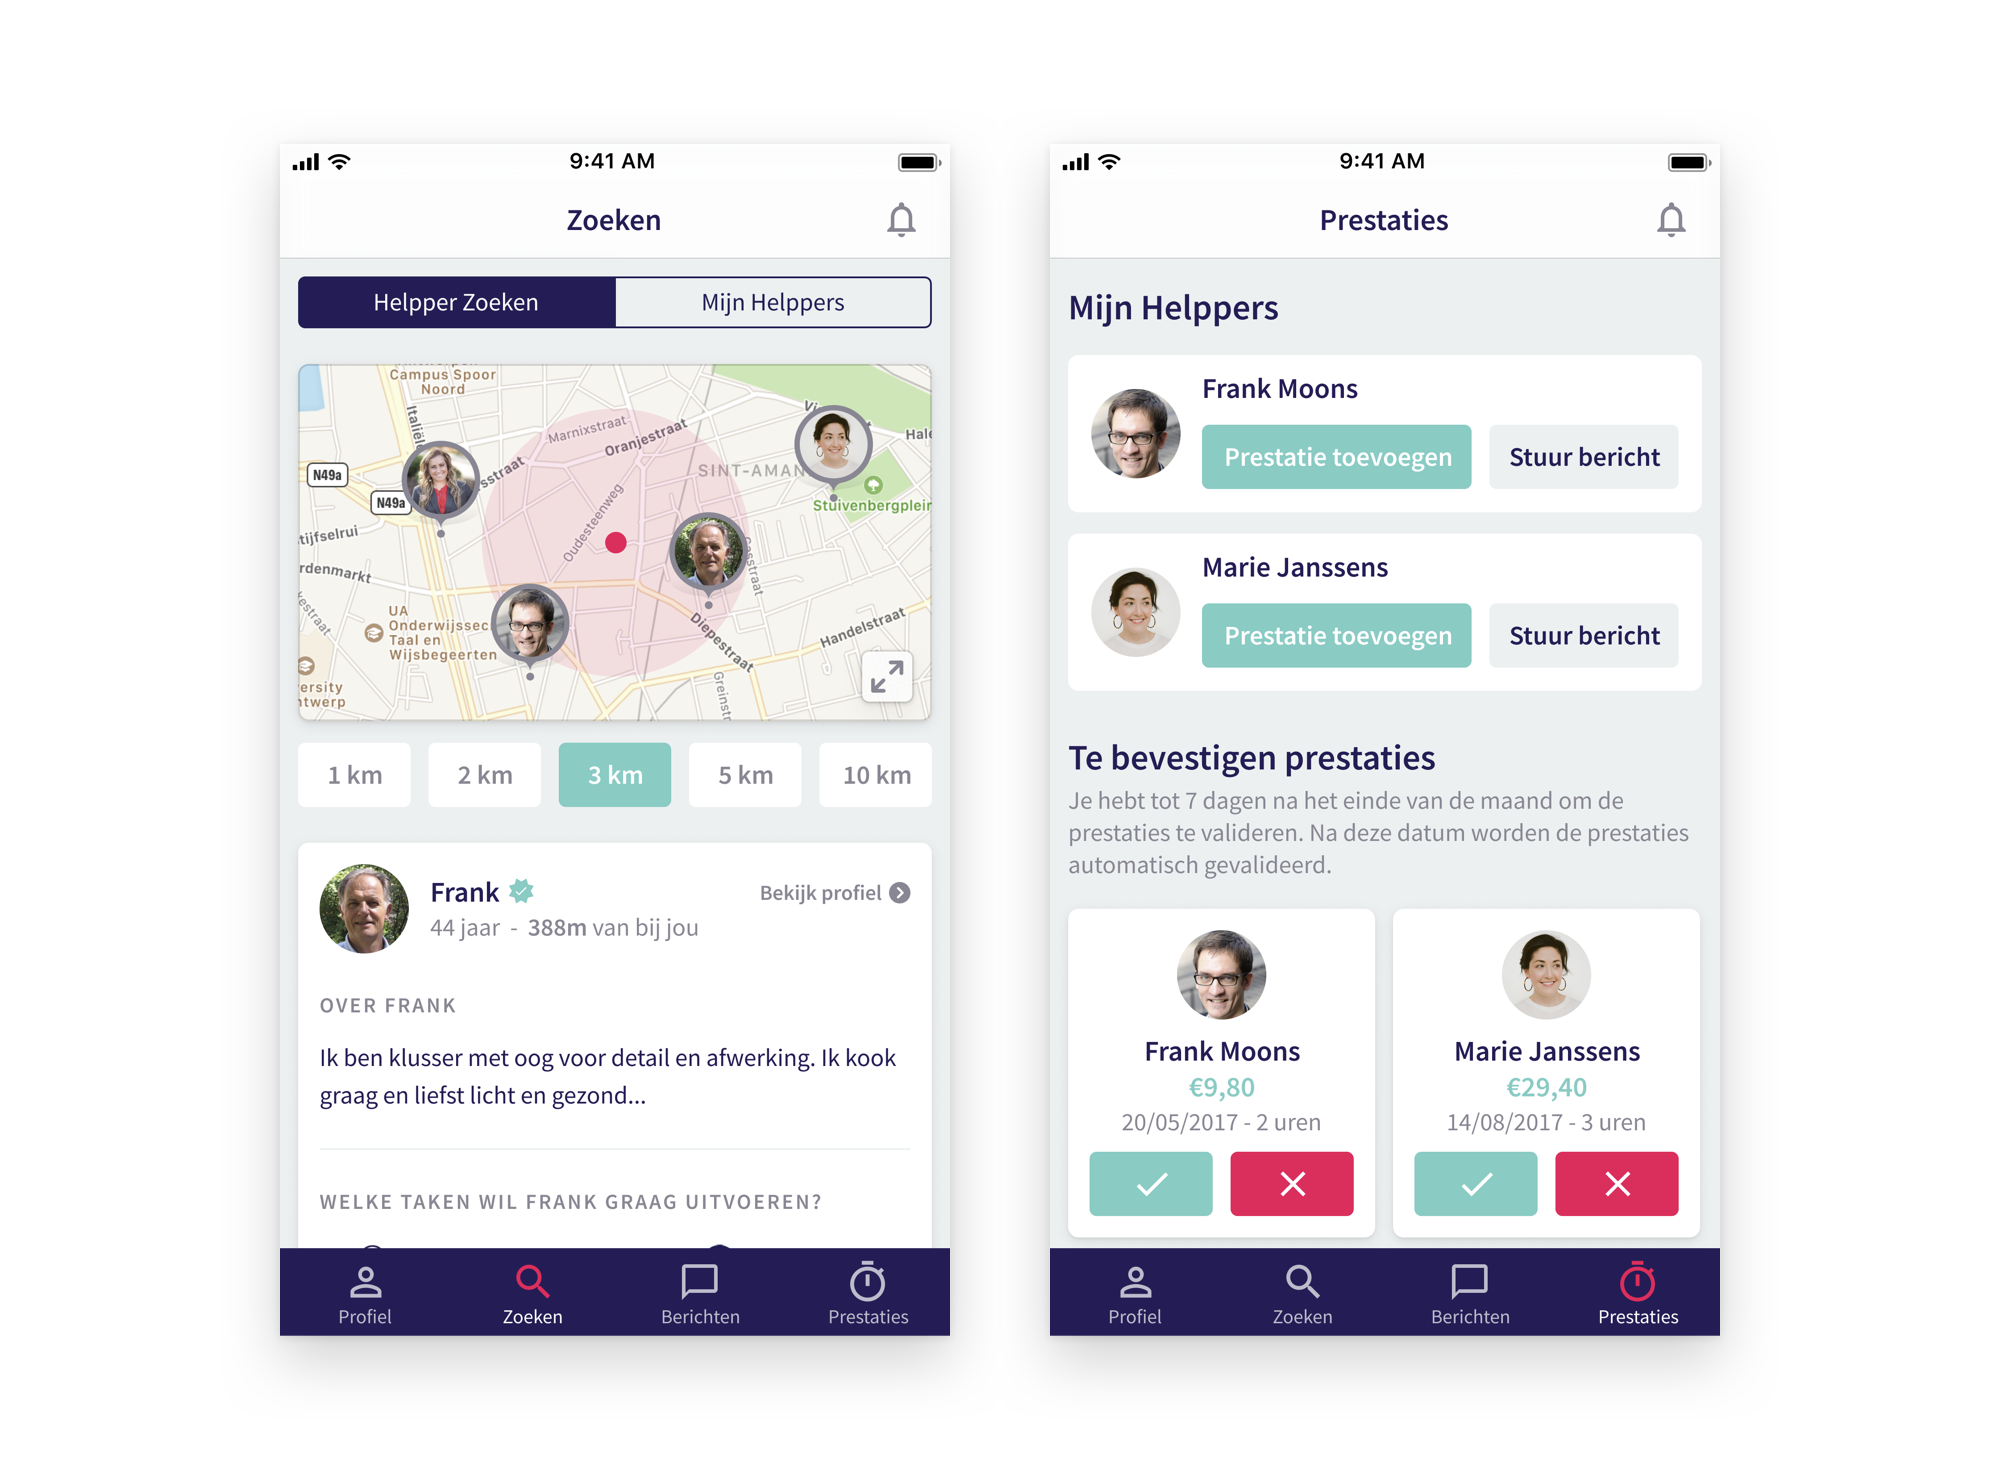 9:41 AM
Zoeken
Helpper Zoeken
Mijn Helppers
Campus Spoor
Noord
Marnixstraat
Oranjestraat
SINT-AMAN
N49a
N49a
Oudesteenweg
Stuivenbergplein
UA
Taal en
Wijsbegeerten
Diepestraat
Handelstraat
1 km
2 km
3 km
5 km
10 km
Frank
Bekijk profiel
44 jaar - 388m van bij jou
OVER FRANK
Ik ben klusser met oog voor detail en afwerking. Ik kook
graag en liefst licht en gezond...
WELKE TAKEN WIL FRANK GRAAG UITVOEREN?
Profiel
Zoeken
Berichten
Prestaties
9:41 AM
Prestaties
Mijn Helppers
Frank Moons
Prestatie toevoegen
Stuur bericht
Marie Janssens
Prestatie toevoegen
Stuur bericht
Te bevestigen prestaties
Je hebt tot 7 dagen na het einde van de maand om de
prestaties te valideren. Na deze datum worden de prestaties
automatisch gevalideerd.
Frank Moons
€9,80
20/05/2017 - 2 uren
Marie Janssens
€29,40
14/08/2017 - 3 uren
Profiel
Zoeken
Berichten
Prestaties